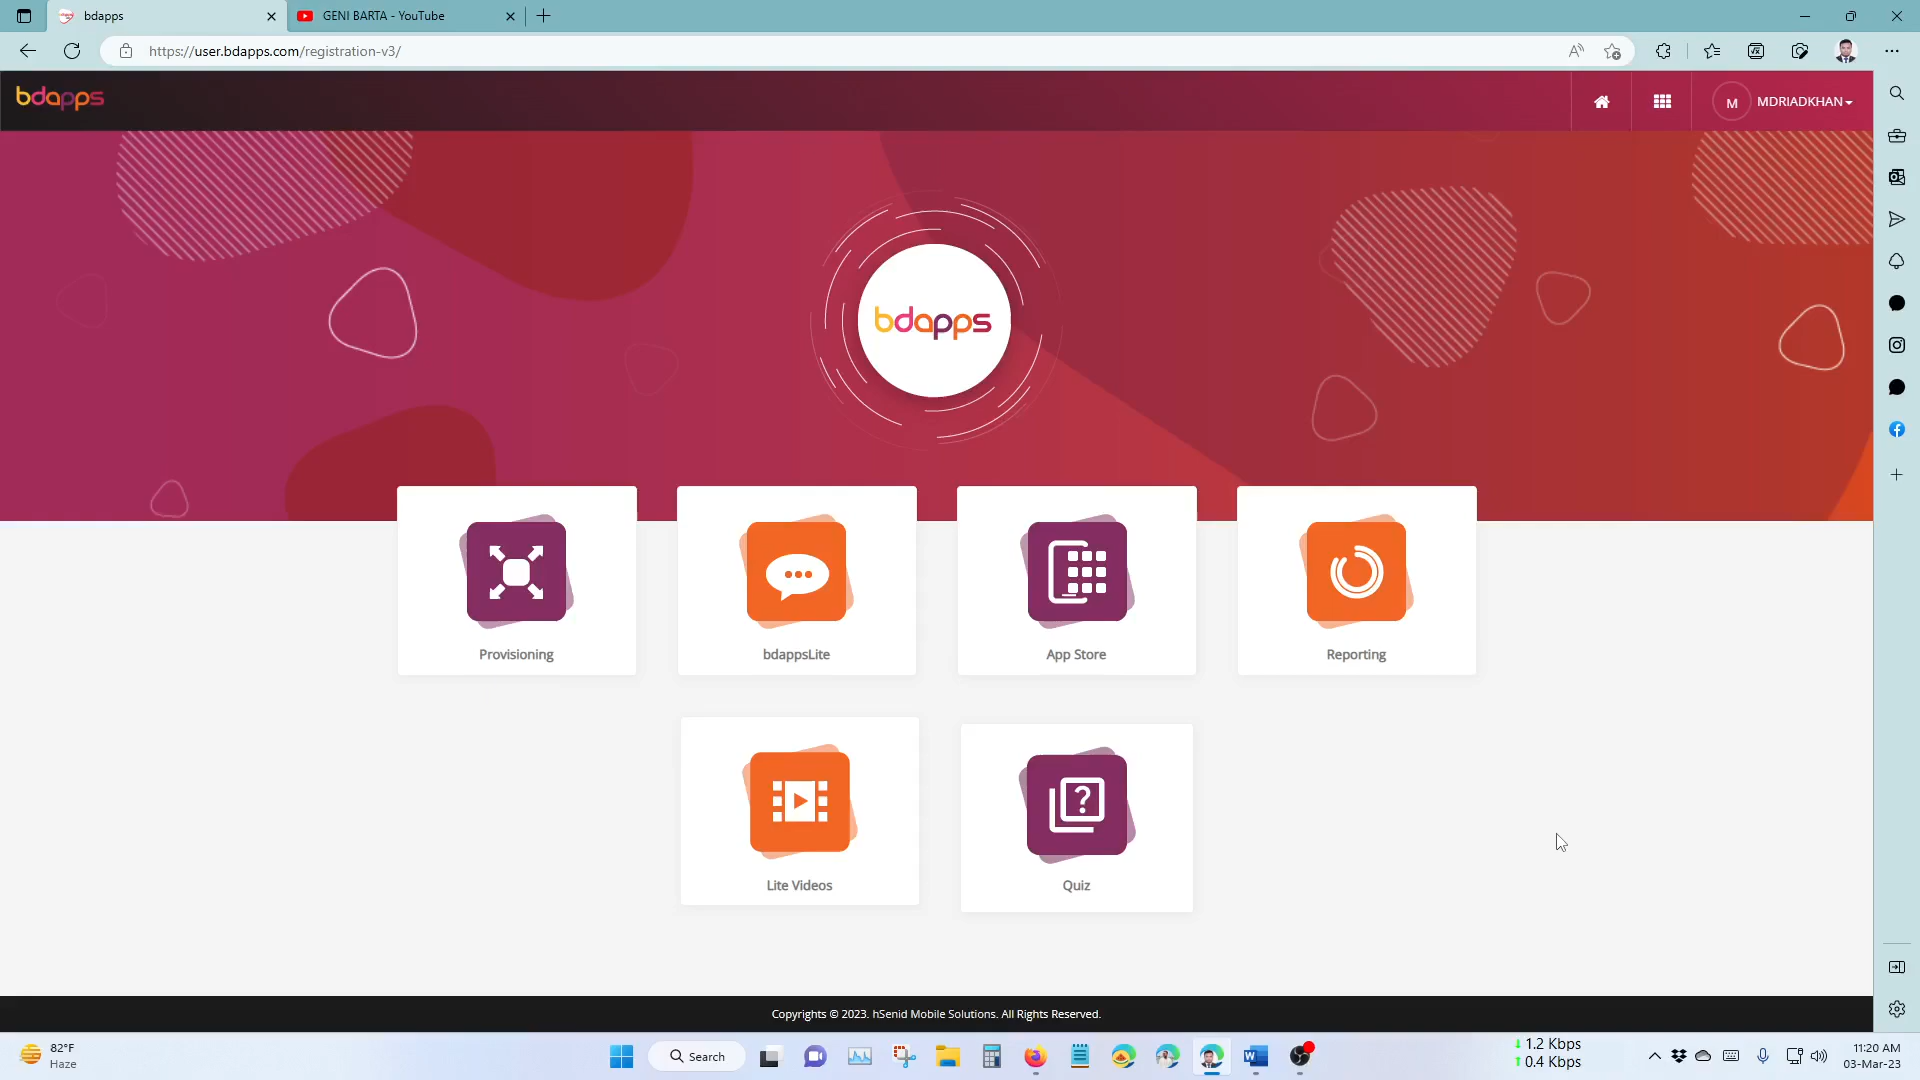 bdapps
GENI BARTA - YouTube
https://user.bdapps.com/registration-v3/
bdapps
M
MDRIADKHAN
bdapps
Provisioning
bdappsLite
App Store
Reporting
Lite Videos
Quiz
Copyrights © 2023. hSenid Mobile Solutions. All Rights Reserved.
82°F
Haze
Search
1.2 Kbps
0.4 Kbps
11:20 AM
03-Mar-23